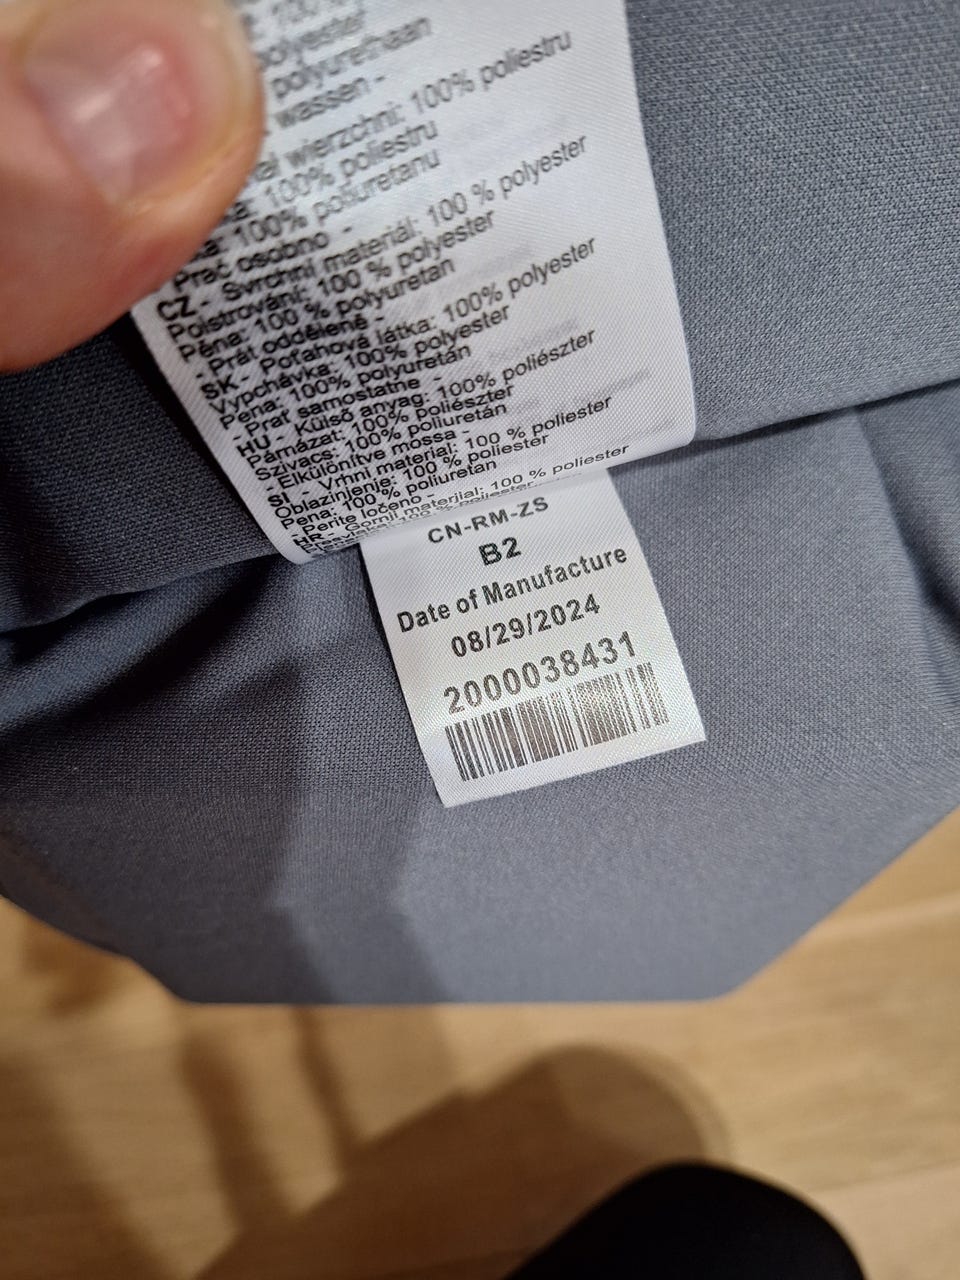 100%
polyester
polyurethaan
wassen -
wierzchni: 100% poliestru
100% poliestru
100% poliuretanu
Prać osobno -
CZ - Svrchní materiál: 100 % polyester
Polstrování: 100 % polyester
Pěna: 100 % polyuretan
- Prát odděleně -
SK - Poťahová látka: 100% polyester
Vypchávka: 100% polyester
Pena: 100% polyuretán
- Prať samostatne -
HU - Külső anyag: 100% poliészter
Párnázat: 100% poliészter
Szivacs: 100% poliuretán
- Elkülönítve mossa -
SI - Vrhni material: 100 % poliester
Oblazinjenje: 100 % poliester
Pena: 100 % poliuretan
- Perite ločeno -
HR - Gornji materijal: 100 % poliester
CN-RM-ZS
B2
Date of Manufacture
08/29/2024
2000038431